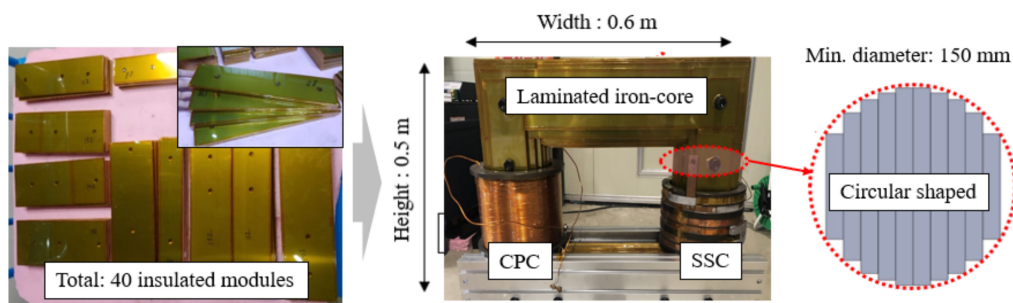 Total: 40 insulated modules
Width : 0.6 m
Height : 0.5 m
Laminated iron-core
CPC
SSC
Min. diameter: 150 mm
Circular shaped